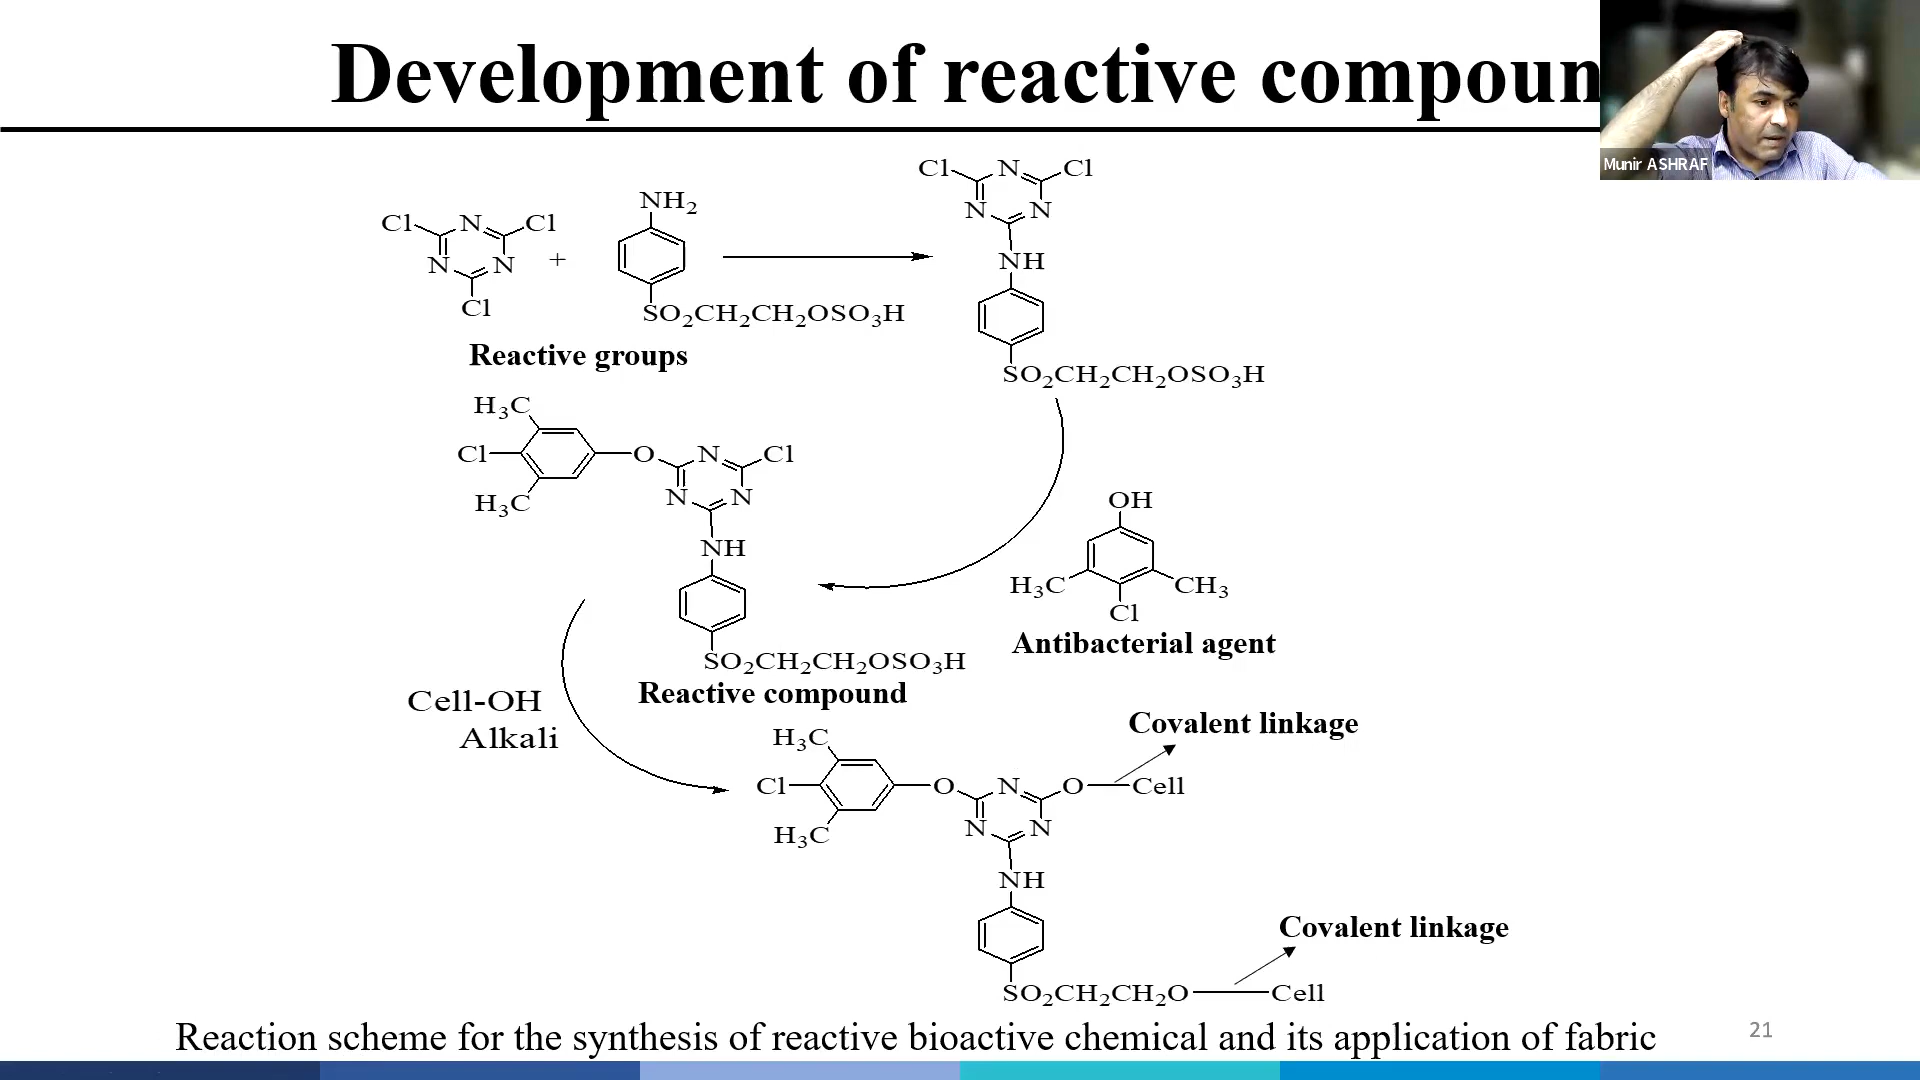 Development of reactive compoun
Munir ASHRAF
Cl N Cl
N N
NH
SO2CH2CH2OSO3H
Cl N Cl
N N
Cl
+
NH2
SO2CH2CH2OSO3H
Reactive groups
H3C
Cl O N Cl
H3C N N
NH
SO2CH2CH2OSO3H
Reactive compound
OH
H3C CH3
Cl
Antibacterial agent
Cell-OH
Alkali
Covalent linkage
H3C
Cl O N O Cell
H3C N N
NH
Covalent linkage
SO2CH2CH2O Cell
Reaction scheme for the synthesis of reactive bioactive chemical and its application of fabric
21